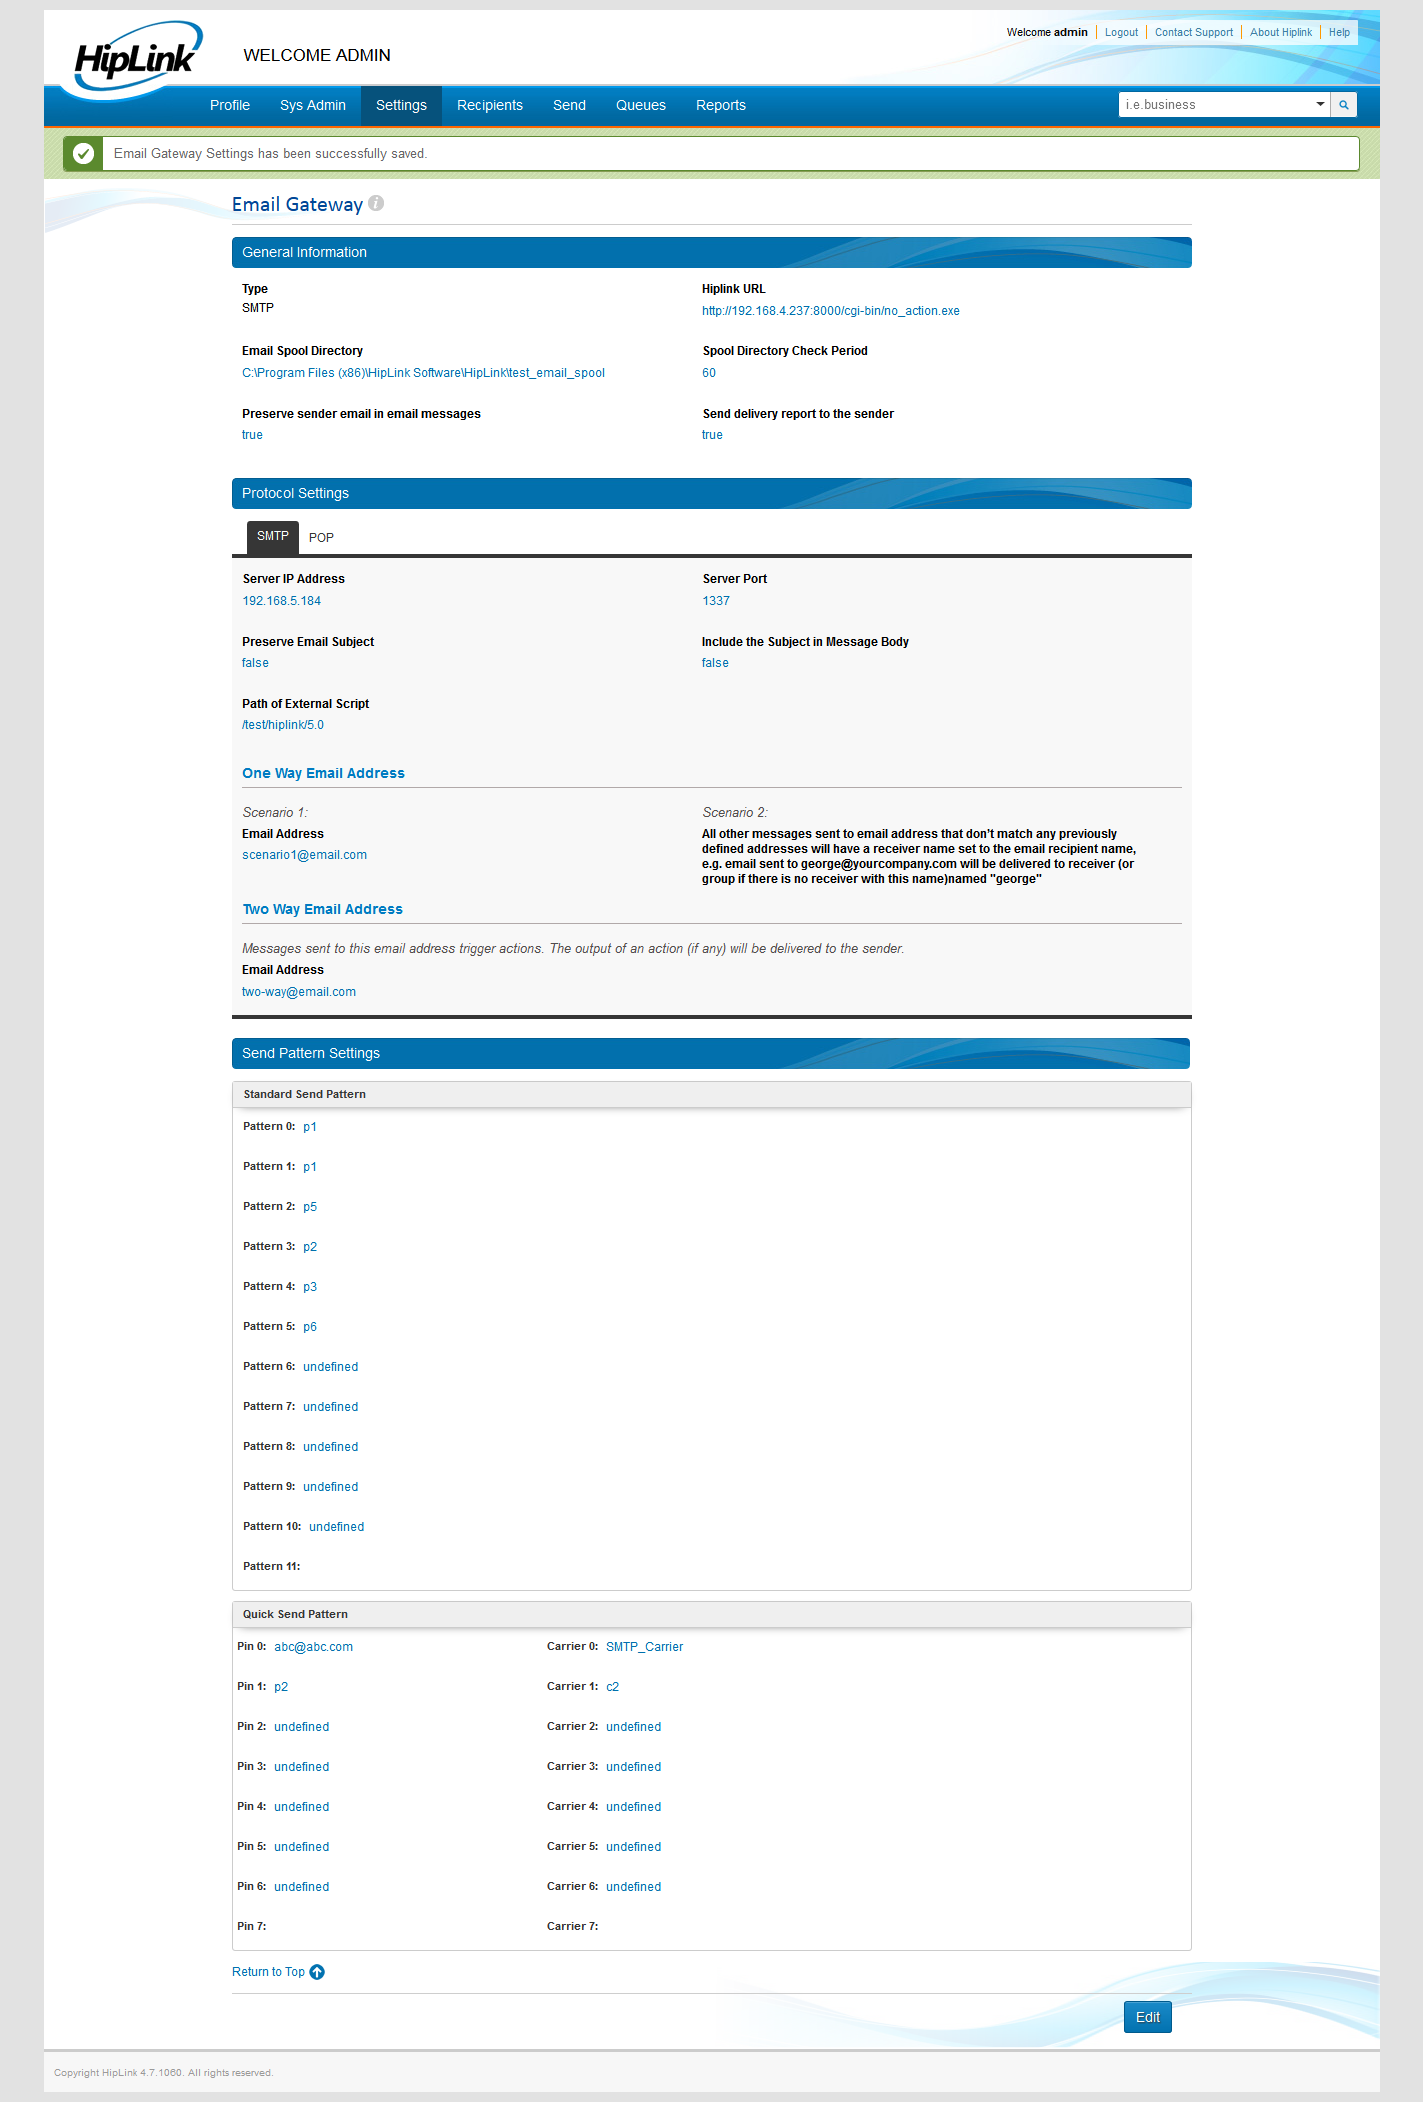 HipLink
WELCOME ADMIN
Welcome admin Logout Contact Support About Hiplink Help
Profile Sys Admin Settings Recipients Send Queues Reports i.e.business
Email Gateway Settings has been successfully saved.
Email Gateway
General Information
Type Hiplink URL
SMTP http://192.168.4.237:8000/cgi-bin/no_action.exe
Email Spool Directory Spool Directory Check Period
C:\Program Files (x86)\HipLink Software\HipLink\test_email_spool 60
Preserve sender email in email messages Send delivery report to the sender
true true
Protocol Settings
SMTP POP
Server IP Address Server Port
192.168.5.184 1337
Preserve Email Subject Include the Subject in Message Body
false false
Path of External Script
/test/hiplink/5.0
One Way Email Address
Scenario 1: Scenario 2:
Email Address
scenario1@email.com
All other messages sent to email address that don't match any previously
defined addresses will have a receiver name set to the email recipient name,
e.g. email sent to george@yourcompany.com will be delivered to receiver (or
group if there is no receiver with this name)named "george"
Two Way Email Address
Messages sent to this email address trigger actions. The output of an action (if any) will be delivered to the sender.
Email Address
two-way@email.com
Send Pattern Settings
Standard Send Pattern
Pattern 0: p1
Pattern 1: p1
Pattern 2: p5
Pattern 3: p2
Pattern 4: p3
Pattern 5: p6
Pattern 6: undefined
Pattern 7: undefined
Pattern 8: undefined
Pattern 9: undefined
Pattern 10: undefined
Pattern 11:
Quick Send Pattern
Pin 0: abc@abc.com Carrier 0: SMTP_Carrier
Pin 1: p2 Carrier 1: c2
Pin 2: undefined Carrier 2: undefined
Pin 3: undefined Carrier 3: undefined
Pin 4: undefined Carrier 4: undefined
Pin 5: undefined Carrier 5: undefined
Pin 6: undefined Carrier 6: undefined
Pin 7: Carrier 7:
Return to Top
Edit
Copyright HipLink 4.7.1060. All rights reserved.